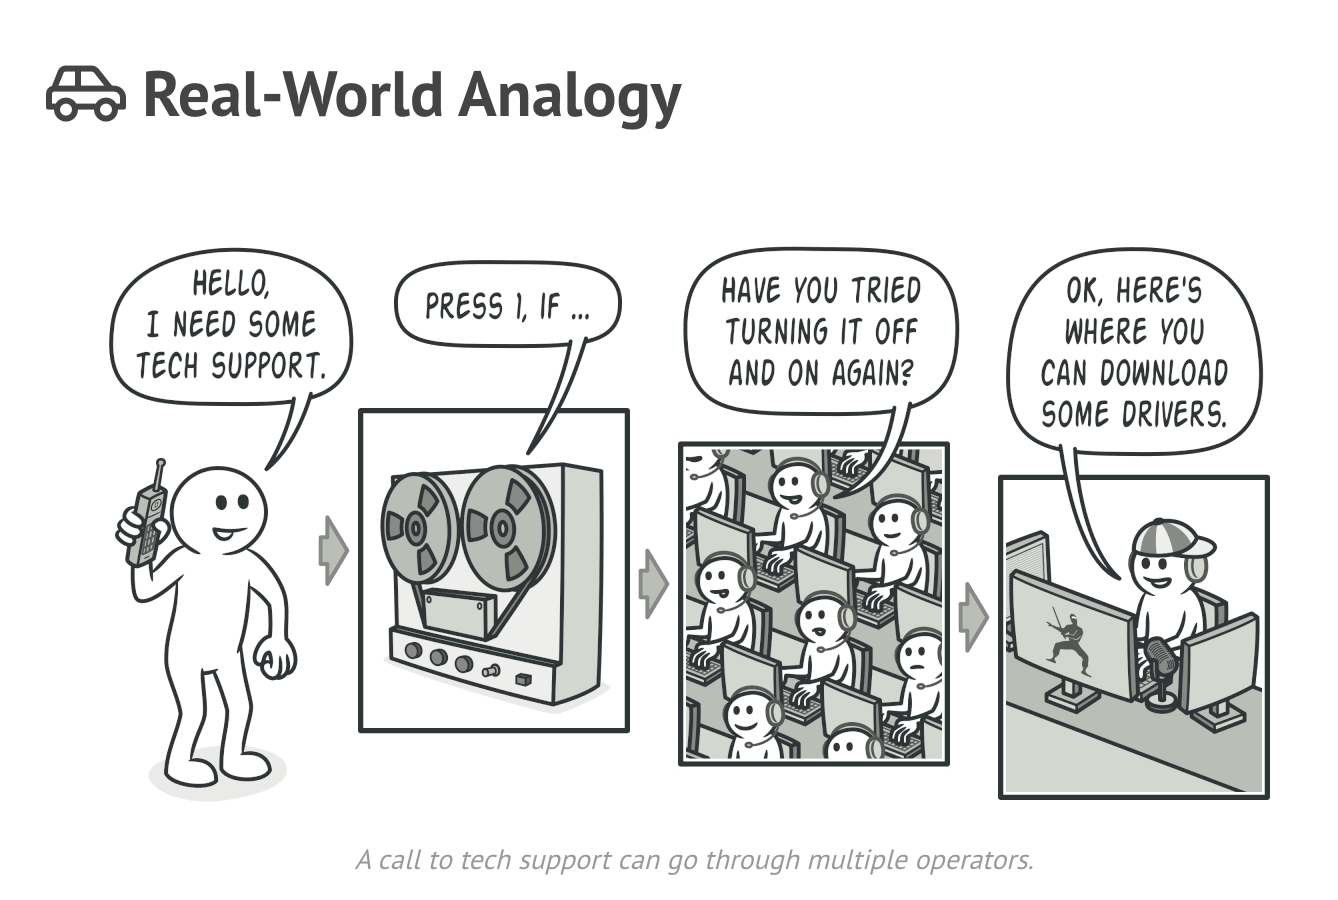 Real-World Analogy
HELLO,
I NEED SOME
TECH SUPPORT.
PRESS 1, IF ...
HAVE YOU TRIED
TURNING IT OFF
AND ON AGAIN?
OK, HERE'S
WHERE YOU
CAN DOWNLOAD
SOME DRIVERS.
A call to tech support can go through multiple operators.